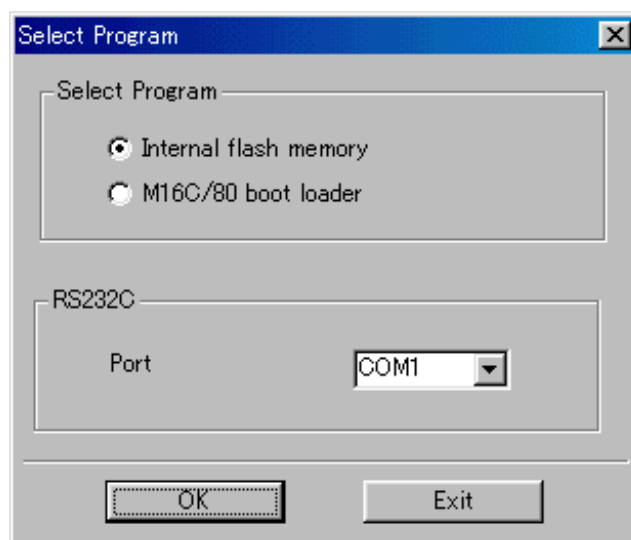 Select Program
Select Program
Internal flash memory
M16C/80 boot loader
RS232C
Port COM1
OK Exit